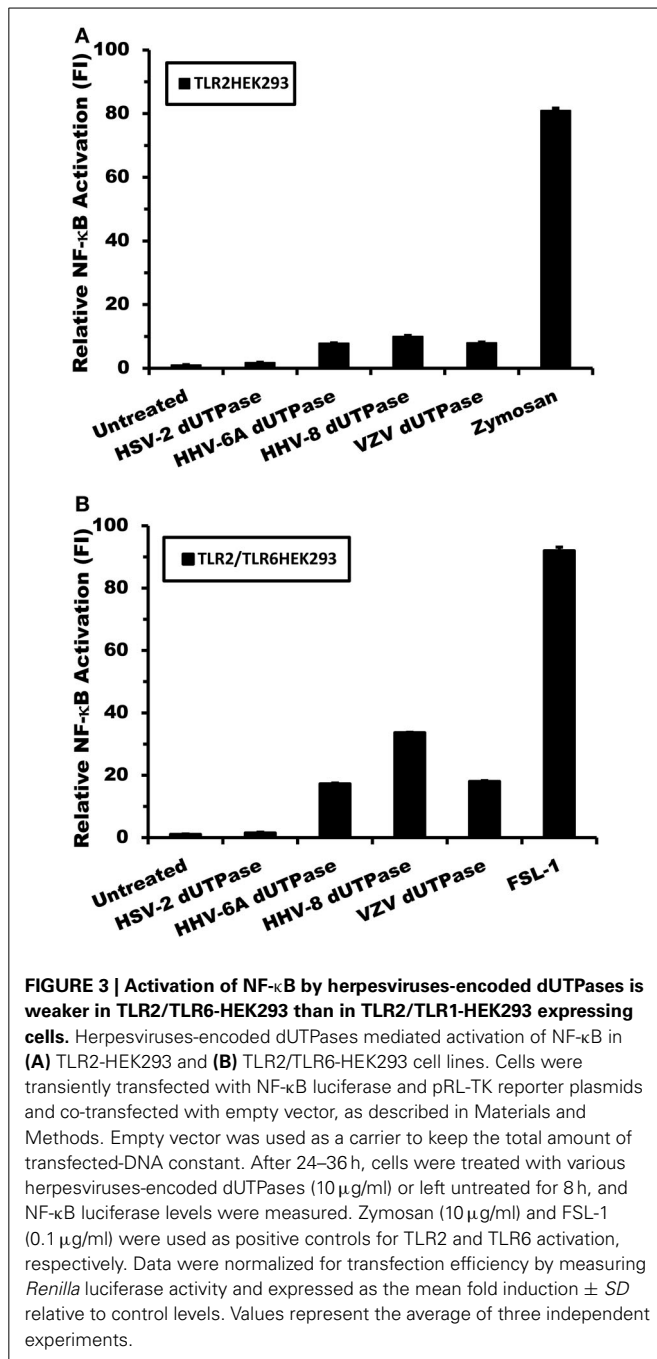 A
100
80
60
40
20
0
Relative NF-κB Activation (FI)
TLR2HEK293
Untreated
HSV-2 dUTPase
HHV-6A dUTPase
HHV-8 dUTPase
VZV dUTPase
Zymosan
B
100
80
60
40
20
0
Relative NF-κB Activation (FI)
TLR2/TLR6HEK293
Untreated
HSV-2 dUTPase
HHV-6A dUTPase
HHV-8 dUTPase
VZV dUTPase
FSL-1
FIGURE 3 | Activation of NF-κB by herpesviruses-encoded dUTPases is
weaker in TLR2/TLR6-HEK293 than in TLR2/TLR1-HEK293 expressing
cells. Herpesviruses-encoded dUTPases mediated activation of NF-κB in
(A) TLR2-HEK293 and (B) TLR2/TLR6-HEK293 cell lines. Cells were
transiently transfected with NF-κB luciferase and pRL-TK reporter plasmids
and co-transfected with empty vector, as described in Materials and
Methods. Empty vector was used as a carrier to keep the total amount of
transfected-DNA constant. After 24–36 h, cells were treated with various
herpesviruses-encoded dUTPases (10 μg/ml) or left untreated for 8 h, and
NF-κB luciferase levels were measured. Zymosan (10 μg/ml) and FSL-1
(0.1 μg/ml) were used as positive controls for TLR2 and TLR6 activation,
respectively. Data were normalized for transfection efficiency by measuring
Renilla luciferase activity and expressed as the mean fold induction ± SD
relative to control levels. Values represent the average of three independent
experiments.